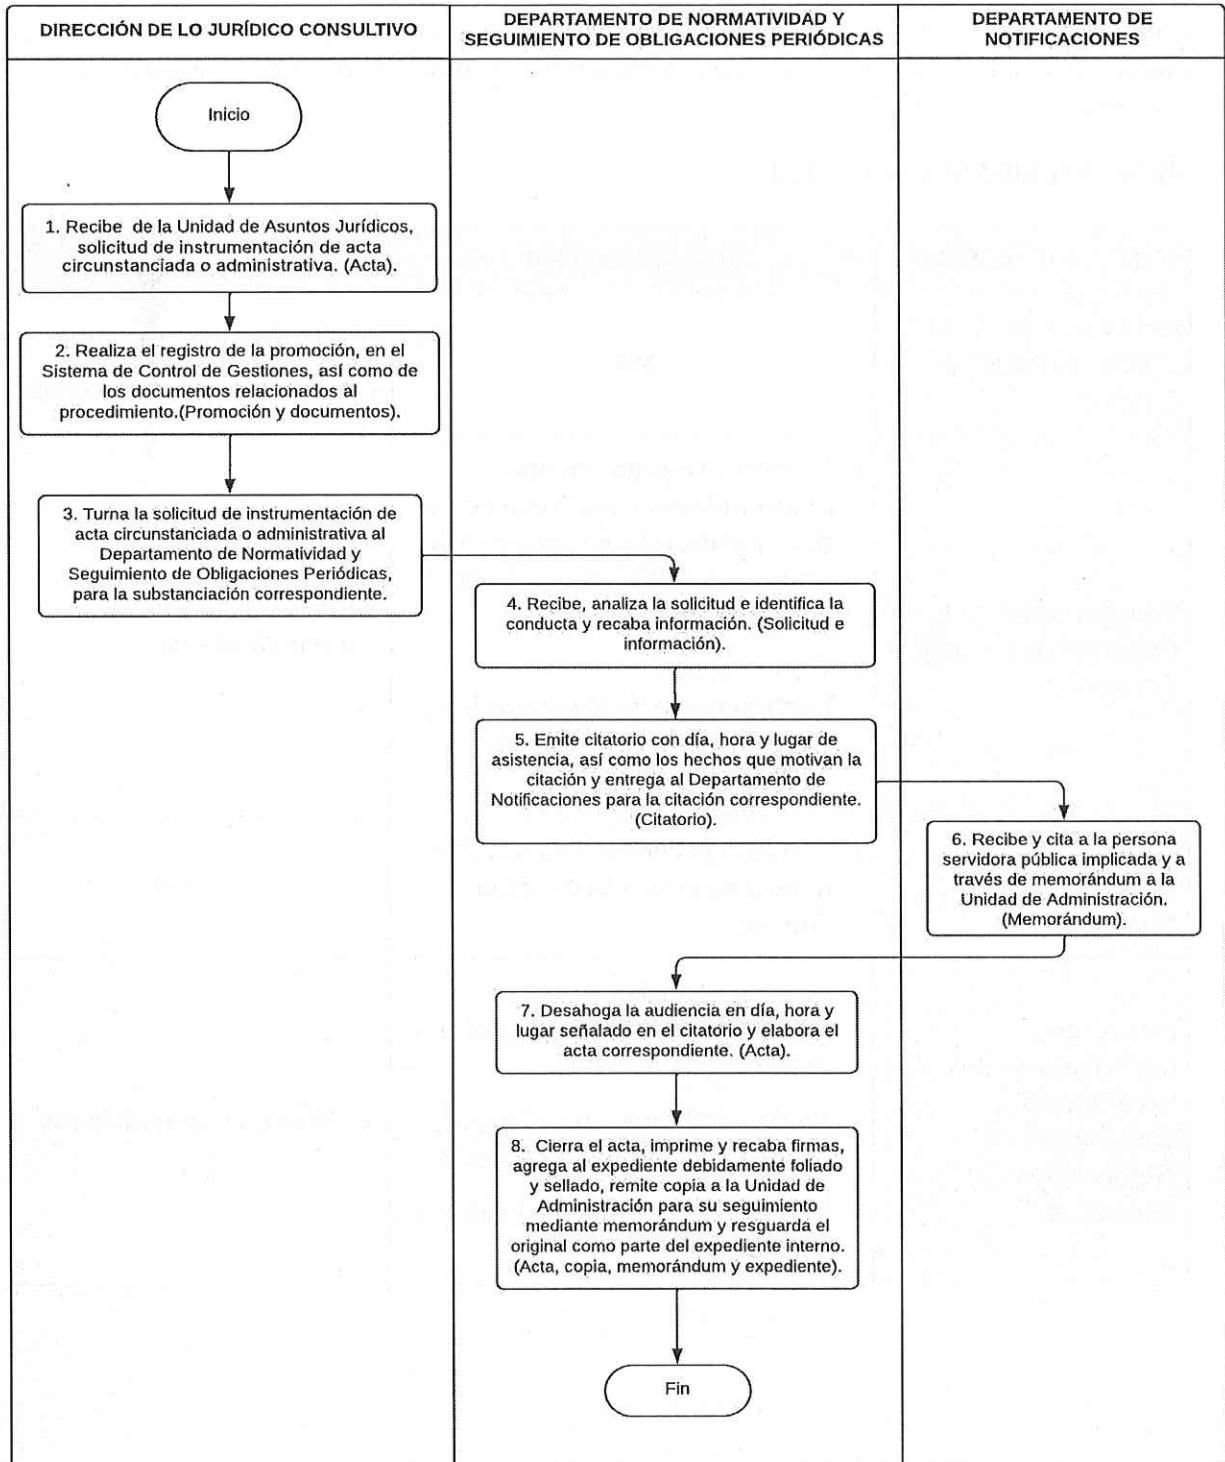 DIRECCIÓN DE LO JURÍDICO CONSULTIVO
DEPARTAMENTO DE NORMATIVIDAD Y
SEGUIMIENTO DE OBLIGACIONES PERIÓDICAS
DEPARTAMENTO DE
NOTIFICACIONES
Inicio
1. Recibe de la Unidad de Asuntos Jurídicos,
solicitud de instrumentación de acta
circunstanciada o administrativa. (Acta).
2. Realiza el registro de la promoción, en el
Sistema de Control de Gestiones, así como de
los documentos relacionados al
procedimiento.(Promoción y documentos).
3. Turna la solicitud de instrumentación de
acta circunstanciada o administrativa al
Departamento de Normatividad y
Seguimiento de Obligaciones Periódicas,
para la substanciación correspondiente.
4. Recibe, analiza la solicitud e identifica la
conducta y recaba información. (Solicitud e
información).
5. Emite citatorio con día, hora y lugar de
asistencia, así como los hechos que motivan la
citación y entrega al Departamento de
Notificaciones para la citación correspondiente.
(Citatorio).
6. Recibe y cita a la persona
servidora pública implicada y a
través de memorándum a la
Unidad de Administración.
(Memorándum).
7. Desahoga la audiencia en día, hora y
lugar señalado en el citatorio y elabora el
acta correspondiente. (Acta).
8. Cierra el acta, imprime y recaba firmas,
agrega al expediente debidamente foliado
y sellado, remite copia a la Unidad de
Administración para su seguimiento
mediante memorándum y resguarda el
original como parte del expediente interno.
(Acta, copia, memorándum y expediente).
Fin